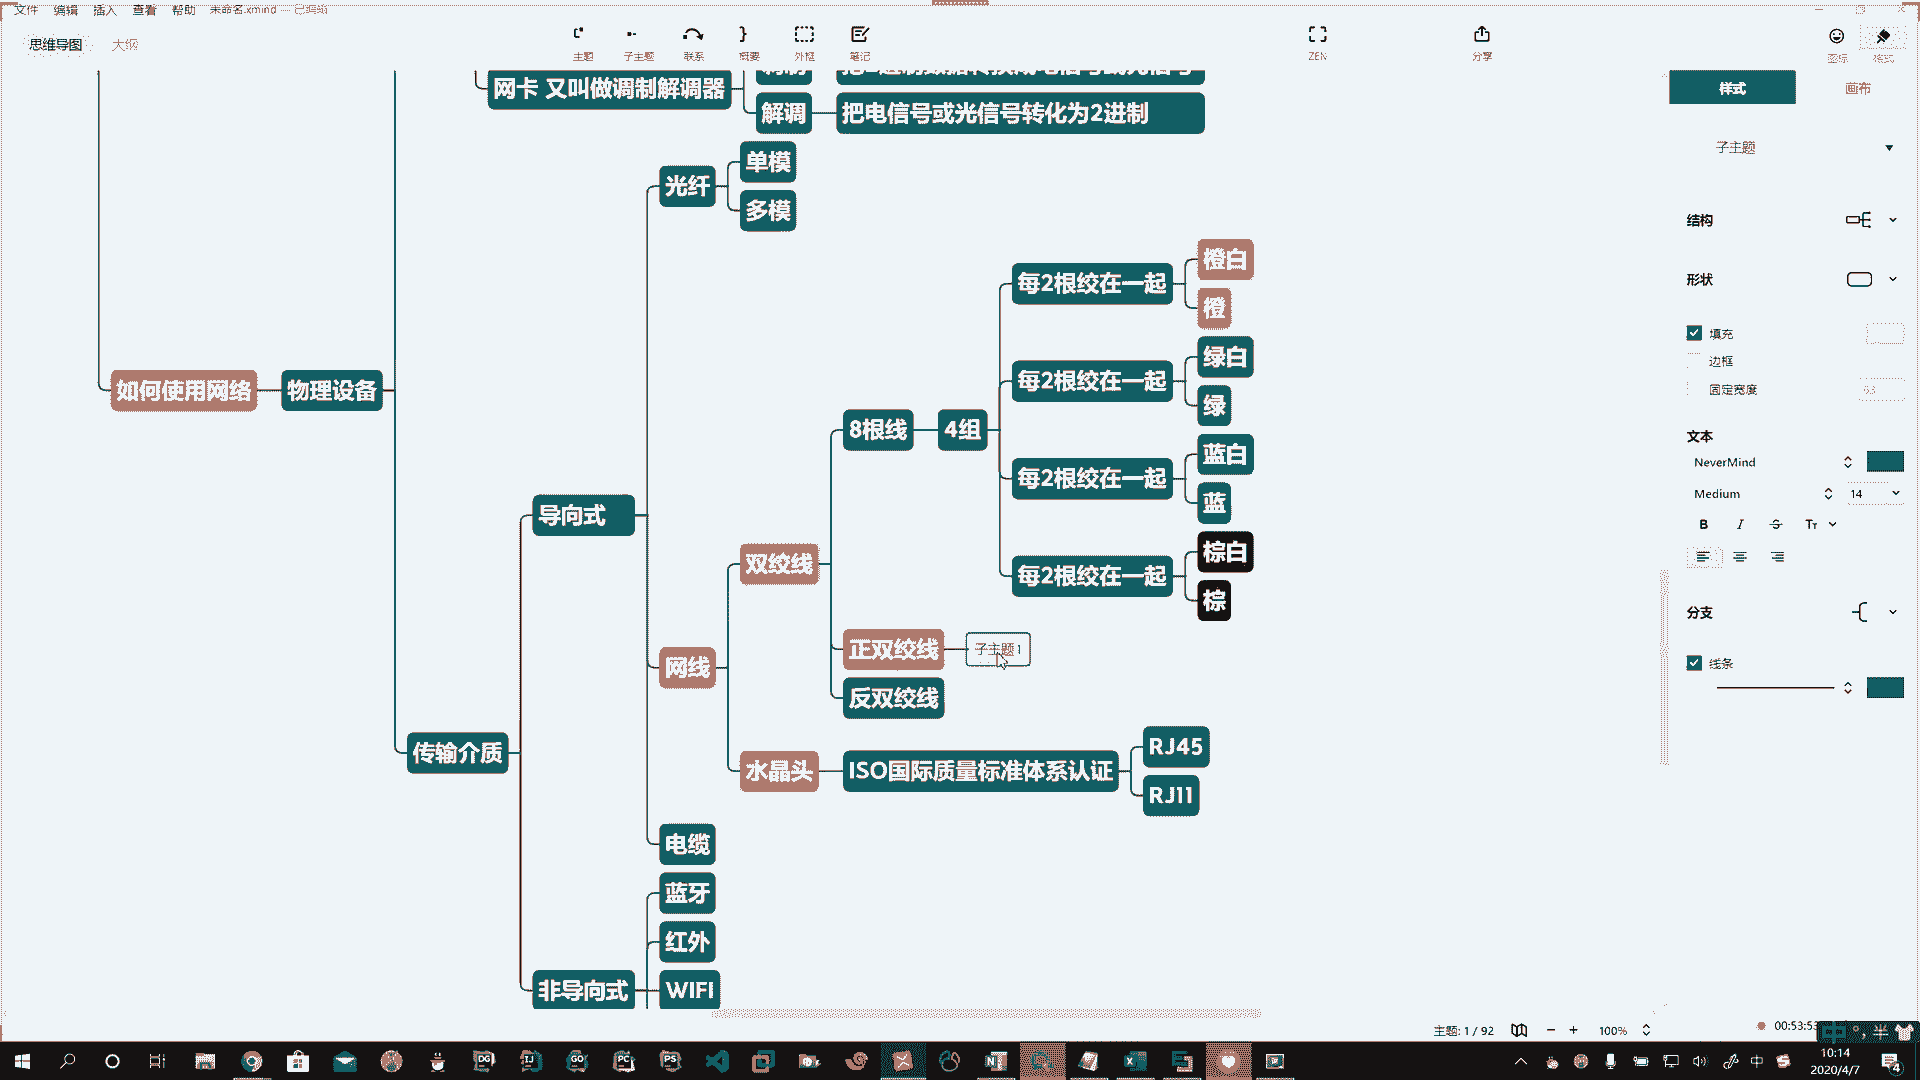 文件 编辑 插入 查看 帮助 未命名.xmind — 已编辑
思维导图 大纲
主题 子主题 联系 概要 外框 笔记 ZEN 分享 图标 格式
网卡 又叫做调制解调器
解调 把电信号或光信号转化为2进制
光纤
单模
多模
每2根绞在一起
橙白
橙
每2根绞在一起
绿白
绿
8根线
4组
每2根绞在一起
蓝白
蓝
每2根绞在一起
棕白
棕
如何使用网络
物理设备
导向式
双绞线
正双绞线
子主题 1
反双绞线
网线
水晶头
ISO国际质量标准体系认证
RJ45
RJ11
传输介质
电缆
蓝牙
红外
非导向式
WIFI
样式 画布
子主题
结构
形状
填充
边框
固定宽度
文本
NeverMind
Medium 14
B I S Tт
分支
线条
主题: 1 / 92 100% 00:53:53
DG IJ GO PC PS
中
10:14
2020/4/7
4